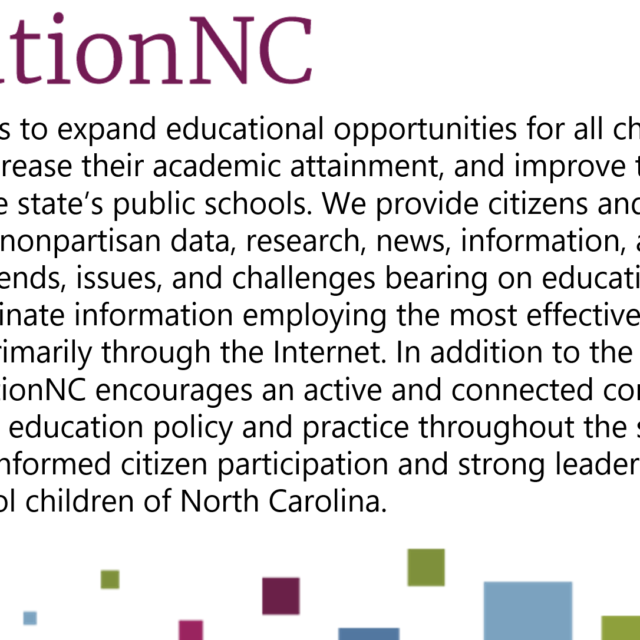 ationNC
s to expand educational opportunities for all ch
rease their academic attainment, and improve t
e state’s public schools. We provide citizens and
nonpartisan data, research, news, information, a
ends, issues, and challenges bearing on educati
inate information employing the most effective
rimarily through the Internet. In addition to the
ionNC encourages an active and connected con
education policy and practice throughout the s
nformed citizen participation and strong leader
ol children of North Carolina.